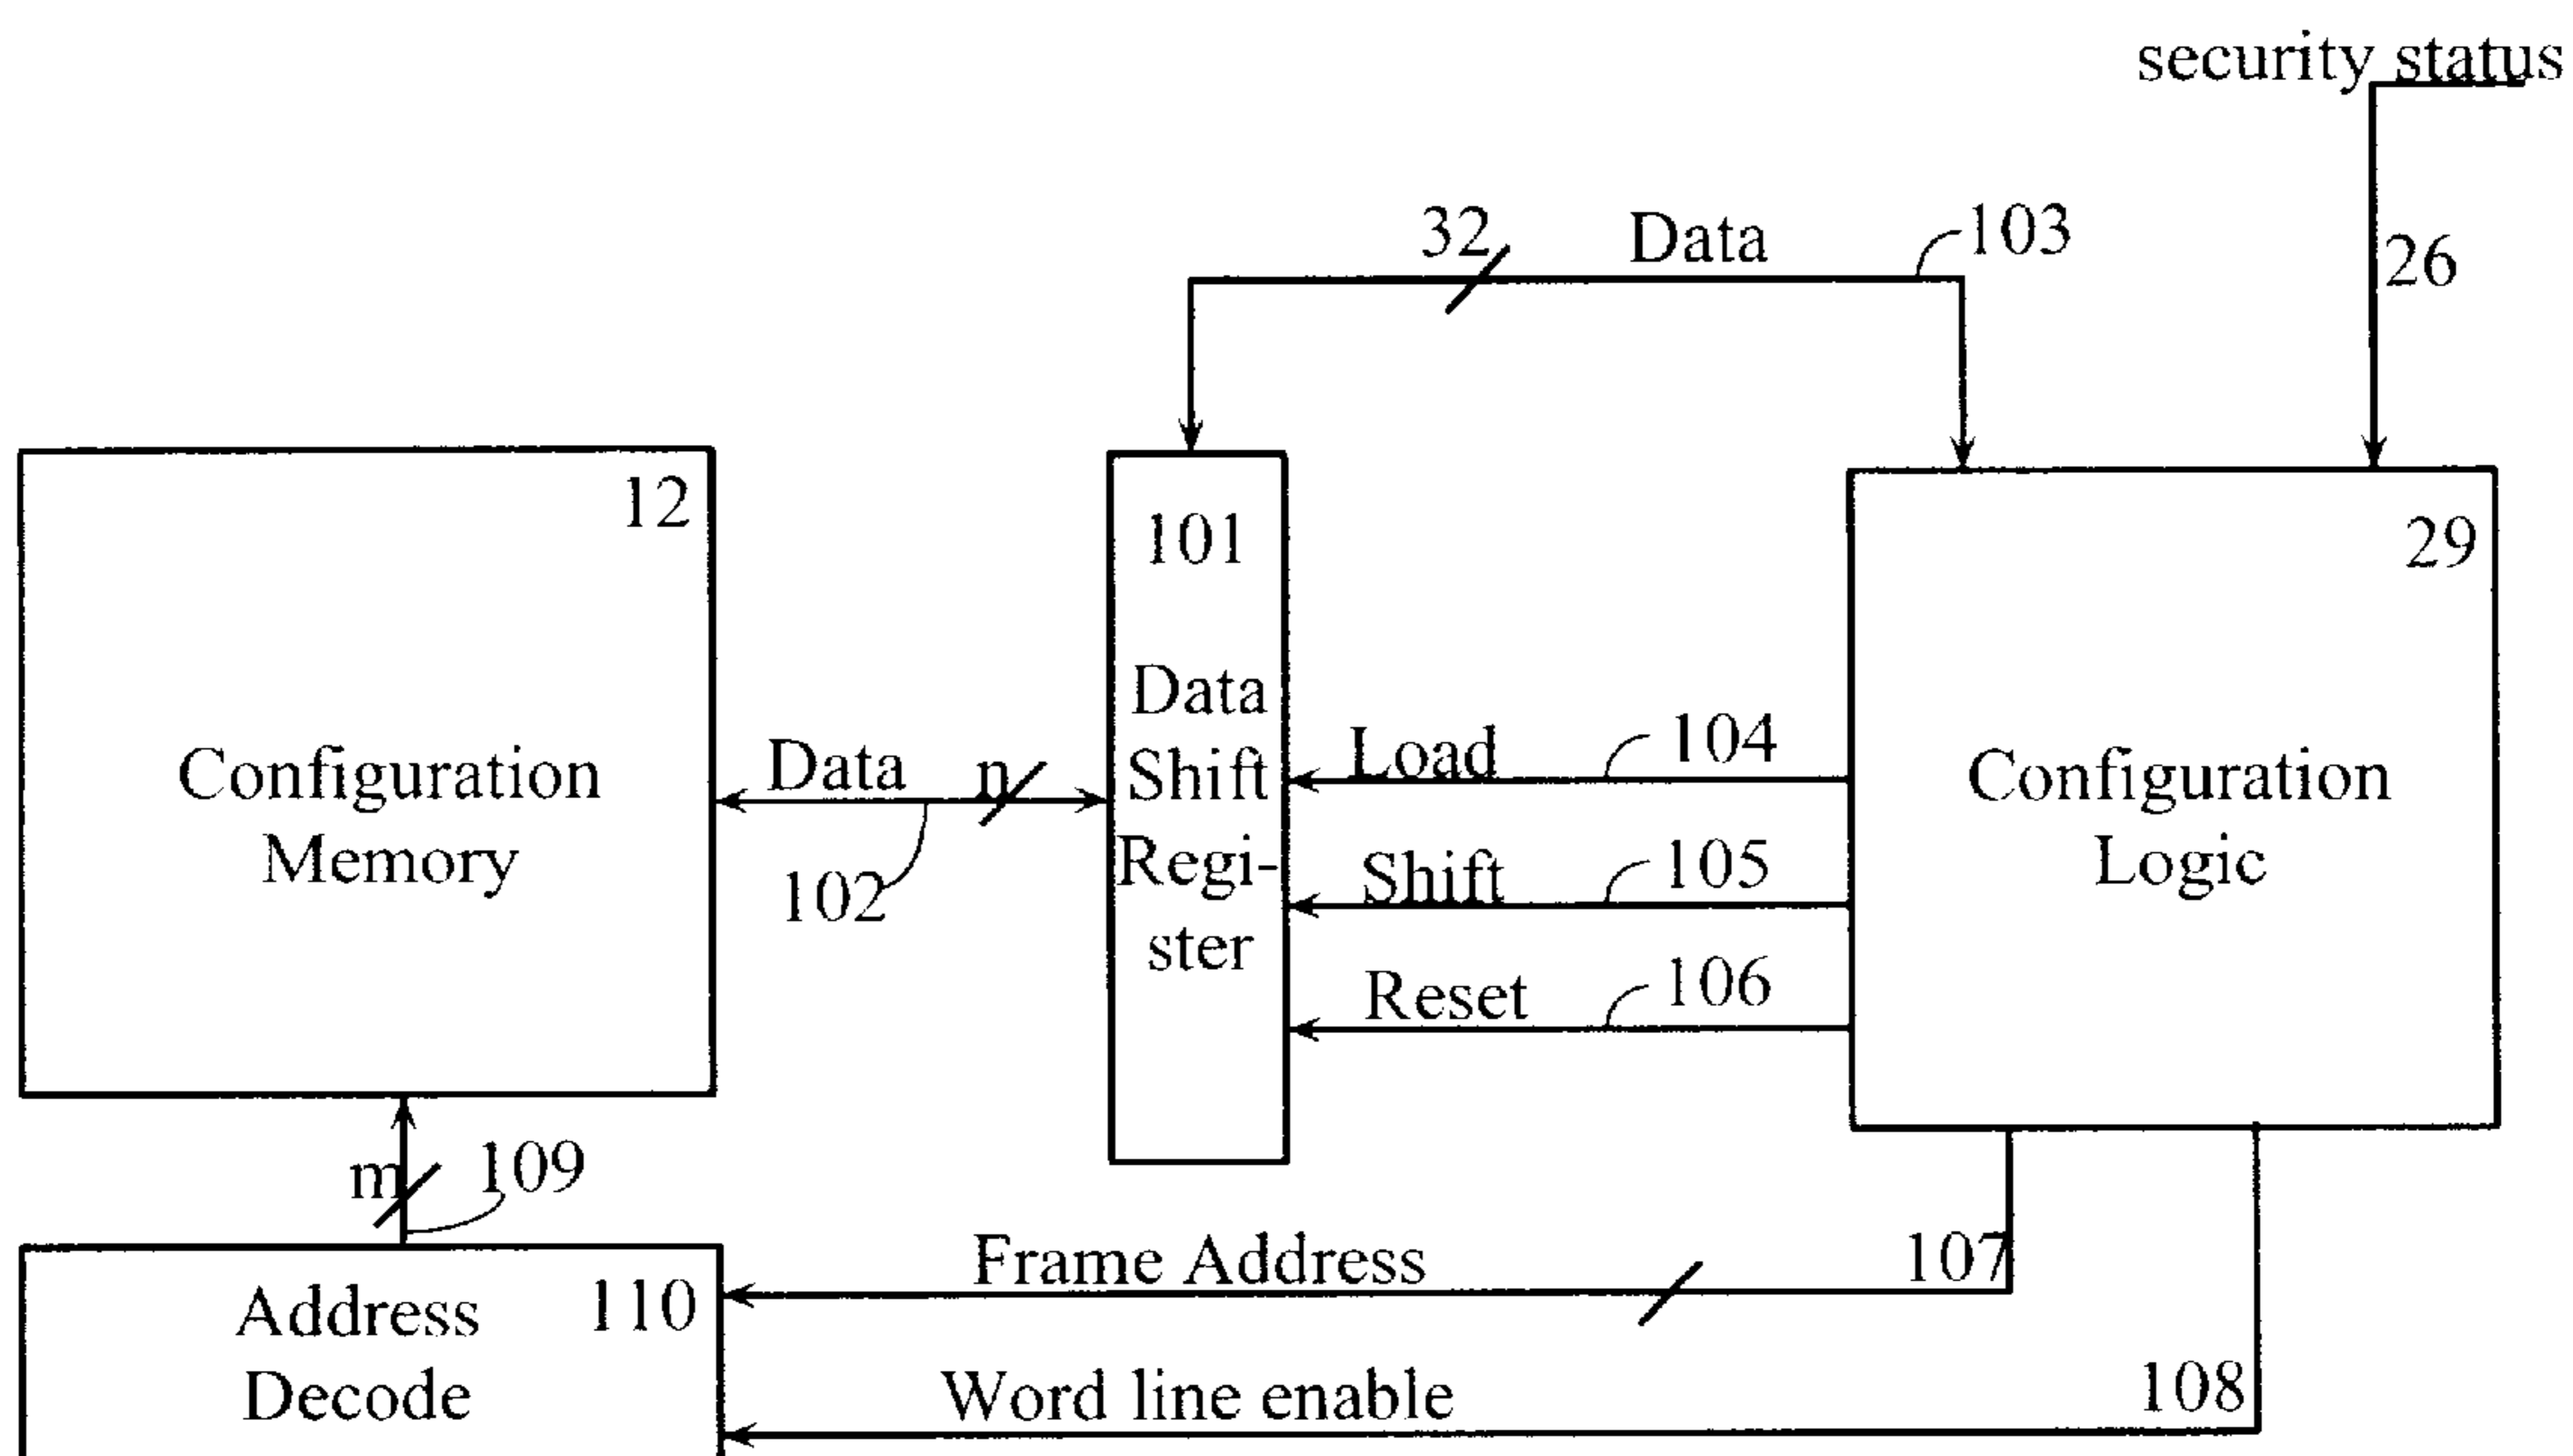 security status
26
32 Data 103
12
101
29
Data
Shift
Regi-
ster
Configuration
Memory
Data n
102
Load 104
Shift 105
Reset 106
Configuration
Logic
m 109
Address
Decode
110
Frame Address 107
Word line enable 108